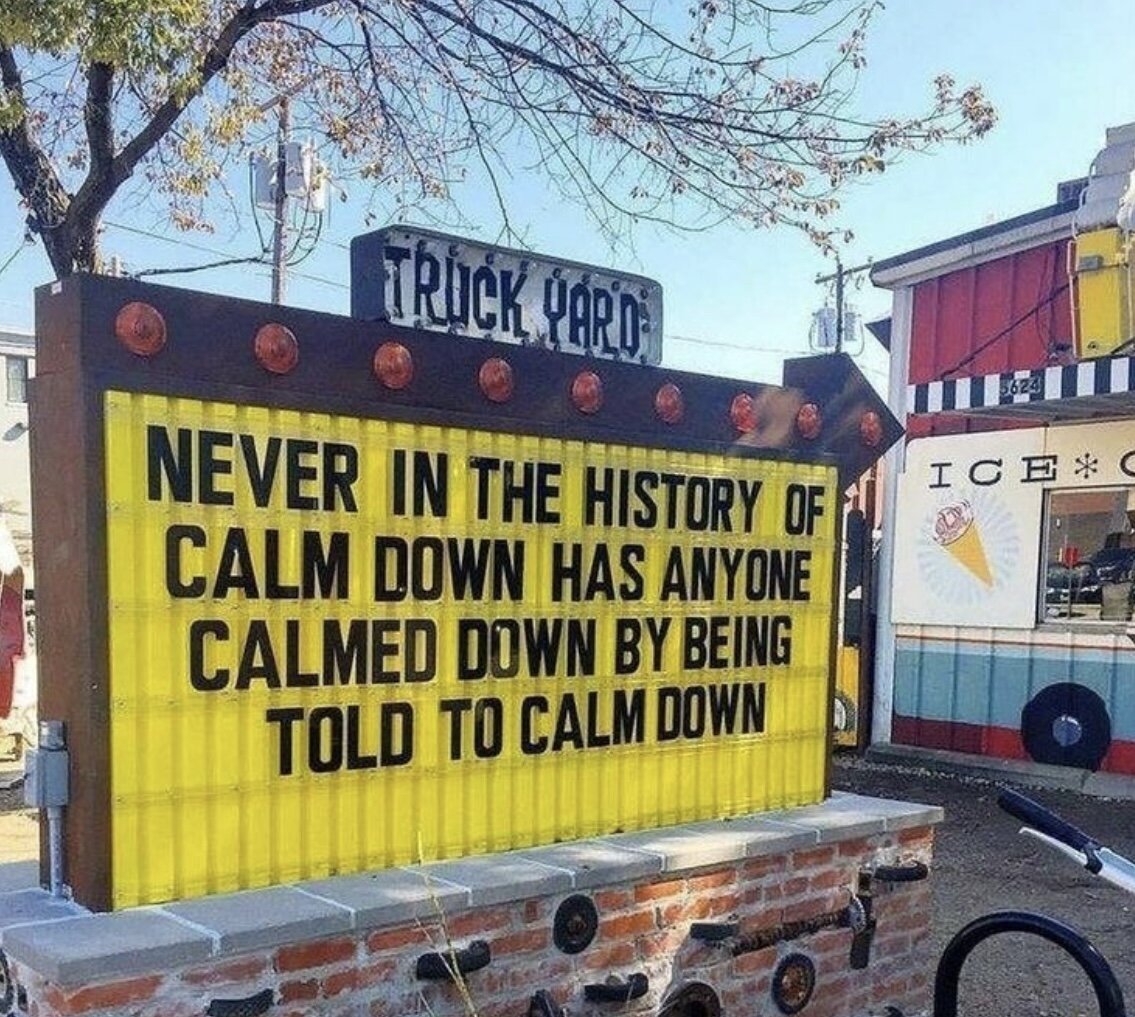 TRUCK YARD
NEVER IN THE HISTORY OF
CALM DOWN HAS ANYONE
CALMED DOWN BY BEING
TOLD TO CALM DOWN
5624
ICE*C